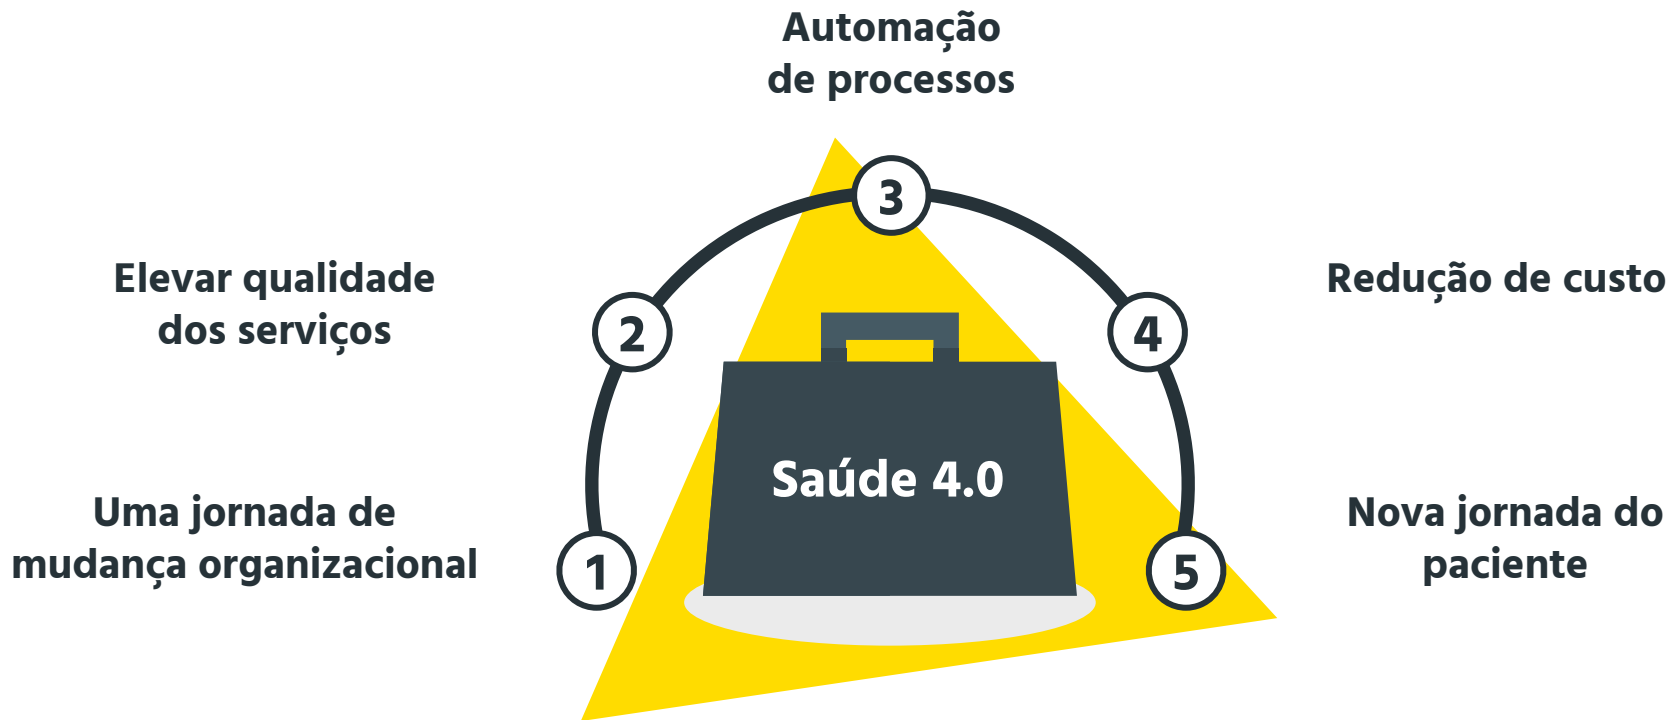 Automação
de processos
3
Elevar qualidade
dos serviços
2
4
Redução de custo
Saúde 4.0
Uma jornada de
mudança organizacional
1
5
Nova jornada do
paciente